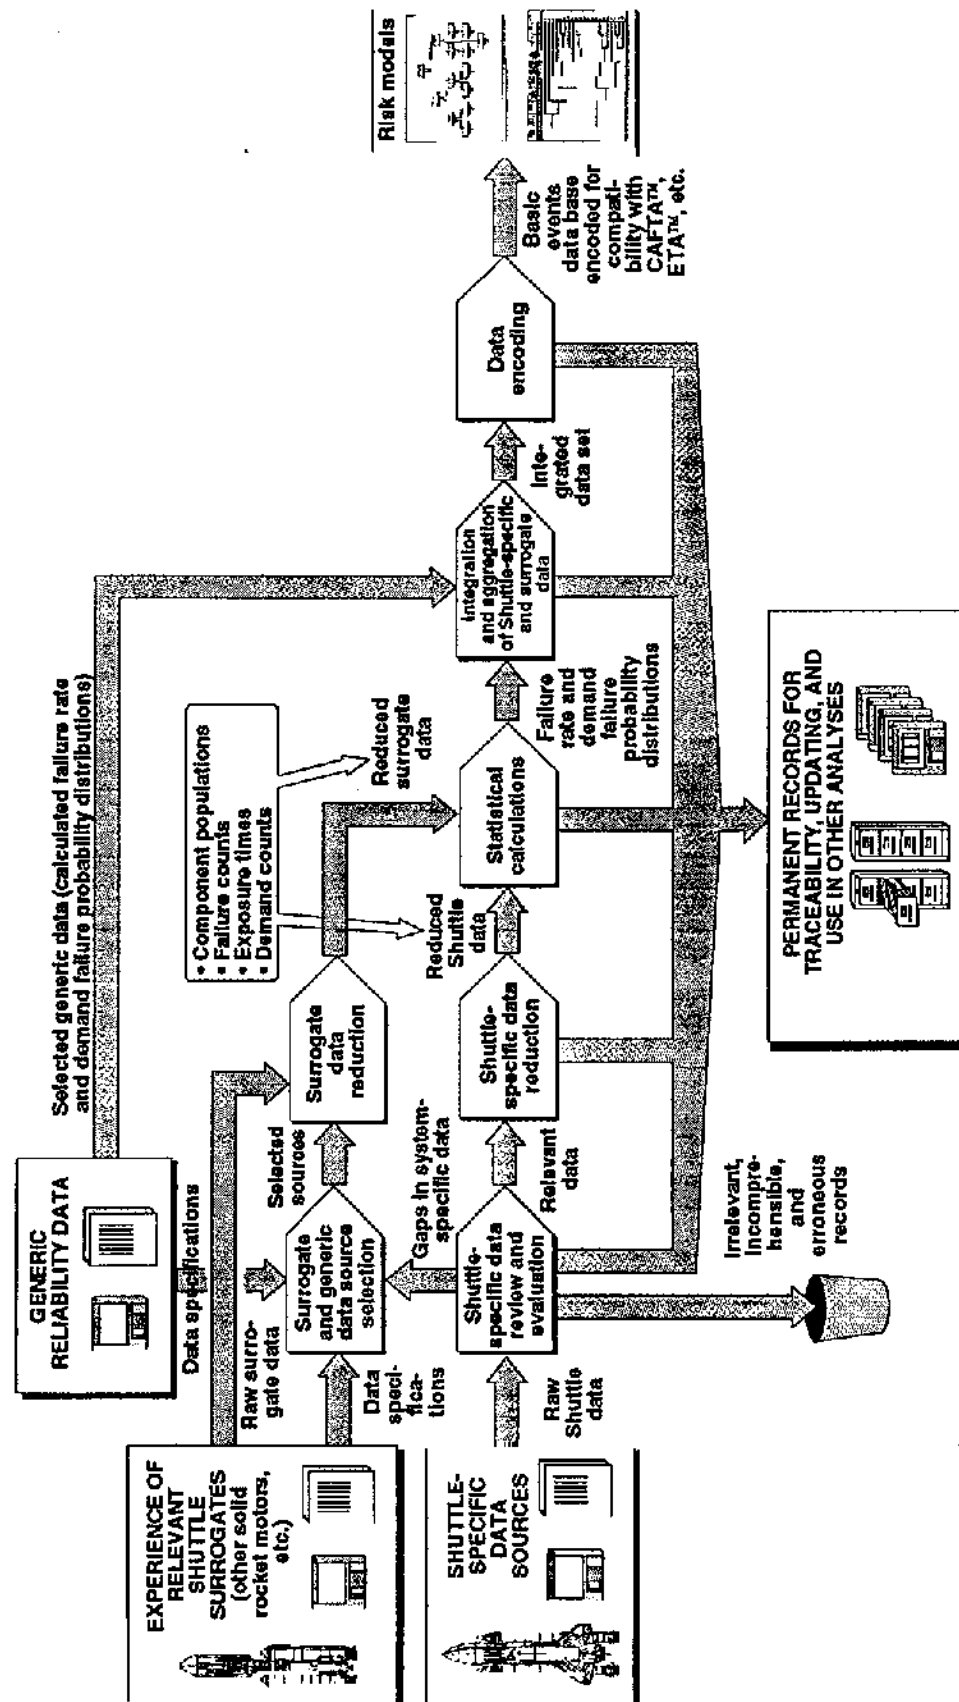 GENERIC
RELIABILITY DATA
Selected generic data (calculated failure rate
and demand failure probability distributions)
Data specifications
EXPERIENCE OF
RELEVANT
SHUTTLE
SURROGATES
(other solid
rocket motors,
etc.)
Raw surro-
gate data
Data
speci-
fica-
tions
Surrogate
and generic
data source
selection
Selected
sources
Surrogate
data
reduction
• Component populations
• Failure counts
• Exposure times
• Demand counts
Reduced
surrogate
data
Gaps in system-
specific data
SHUTTLE-
SPECIFIC
DATA
SOURCES
Raw
Shuttle
data
Shuttle-
specific data
review and
evaluation
Relevant
data
Shuttle-
specific data
reduction
Reduced
Shuttle
data
Statistical
calculations
Failure
rate and
demand
failure
probability
distributions
Integration
and aggregation
of Shuttle-specific
and surrogate
data
Inte-
grated
data set
Data
encoding
Basic
events
data base
encoded for
compati-
bility with
CAFTA™,
ETA™, etc.
Risk models
Irrelevant,
incompre-
hensible,
and
erroneous
records
PERMANENT RECORDS FOR
TRACEABILITY, UPDATING, AND
USE IN OTHER ANALYSES